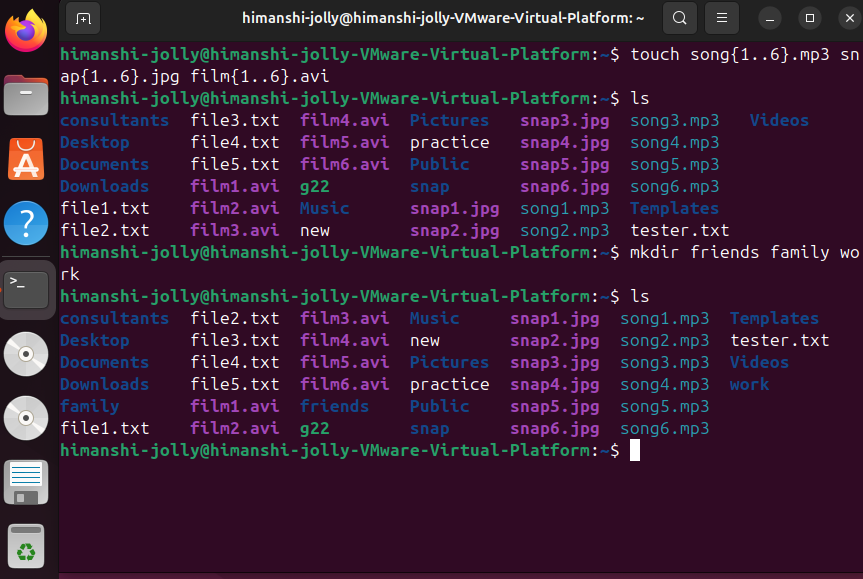 himanshi-jolly@himanshi-jolly-VMware-Virtual-Platform: ~
himanshi-jolly@himanshi-jolly-VMware-Virtual-Platform:~$ touch song{1..6}.mp3 sn
ap{1..6}.jpg film{1..6}.avi
himanshi-jolly@himanshi-jolly-VMware-Virtual-Platform:~$ ls
consultants file3.txt film4.avi Pictures snap3.jpg song3.mp3 Videos
Desktop file4.txt film5.avi practice snap4.jpg song4.mp3
Documents file5.txt film6.avi Public snap5.jpg song5.mp3
Downloads film1.avi g22 snap snap6.jpg song6.mp3
file1.txt film2.avi Music snap1.jpg song1.mp3 Templates
file2.txt film3.avi new snap2.jpg song2.mp3 tester.txt
himanshi-jolly@himanshi-jolly-VMware-Virtual-Platform:~$ mkdir friends family wo
rk
himanshi-jolly@himanshi-jolly-VMware-Virtual-Platform:~$ ls
consultants file2.txt film3.avi Music snap1.jpg song1.mp3 Templates
Desktop file3.txt film4.avi new snap2.jpg song2.mp3 tester.txt
Documents file4.txt film5.avi Pictures snap3.jpg song3.mp3 Videos
Downloads file5.txt film6.avi practice snap4.jpg song4.mp3 work
family film1.avi friends Public snap5.jpg song5.mp3
file1.txt film2.avi g22 snap snap6.jpg song6.mp3
himanshi-jolly@himanshi-jolly-VMware-Virtual-Platform:~$